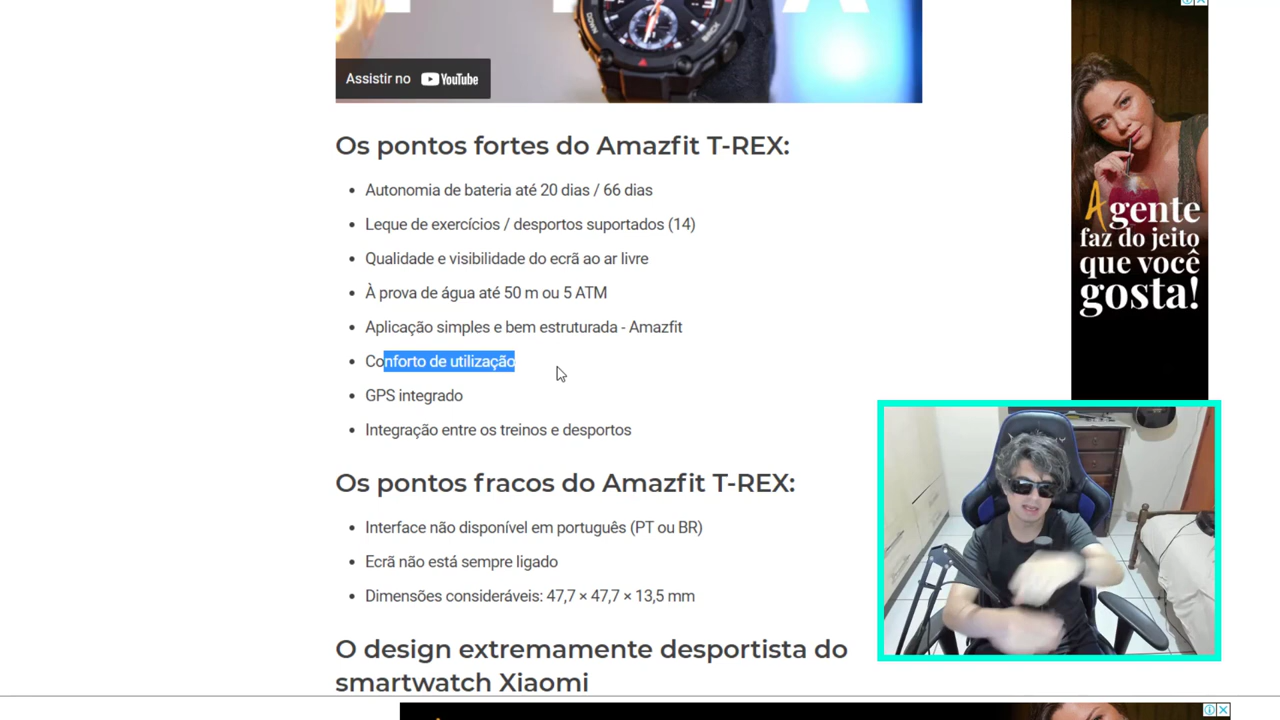 Assistir no YouTube
Os pontos fortes do Amazfit T-REX:
Autonomia de bateria até 20 dias / 66 dias
Leque de exercícios / desportos suportados (14)
Qualidade e visibilidade do ecrã ao ar livre
À prova de água até 50 m ou 5 ATM
Aplicação simples e bem estruturada - Amazfit
Conforto de utilização
GPS integrado
Integração entre os treinos e desportos
Os pontos fracos do Amazfit T-REX:
Interface não disponível em português (PT ou BR)
Ecrã não está sempre ligado
Dimensões consideráveis: 47,7 × 47,7 × 13,5 mm
O design extremamente desportista do
smartwatch Xiaomi
A gente
faz do jeito
que você
gosta!